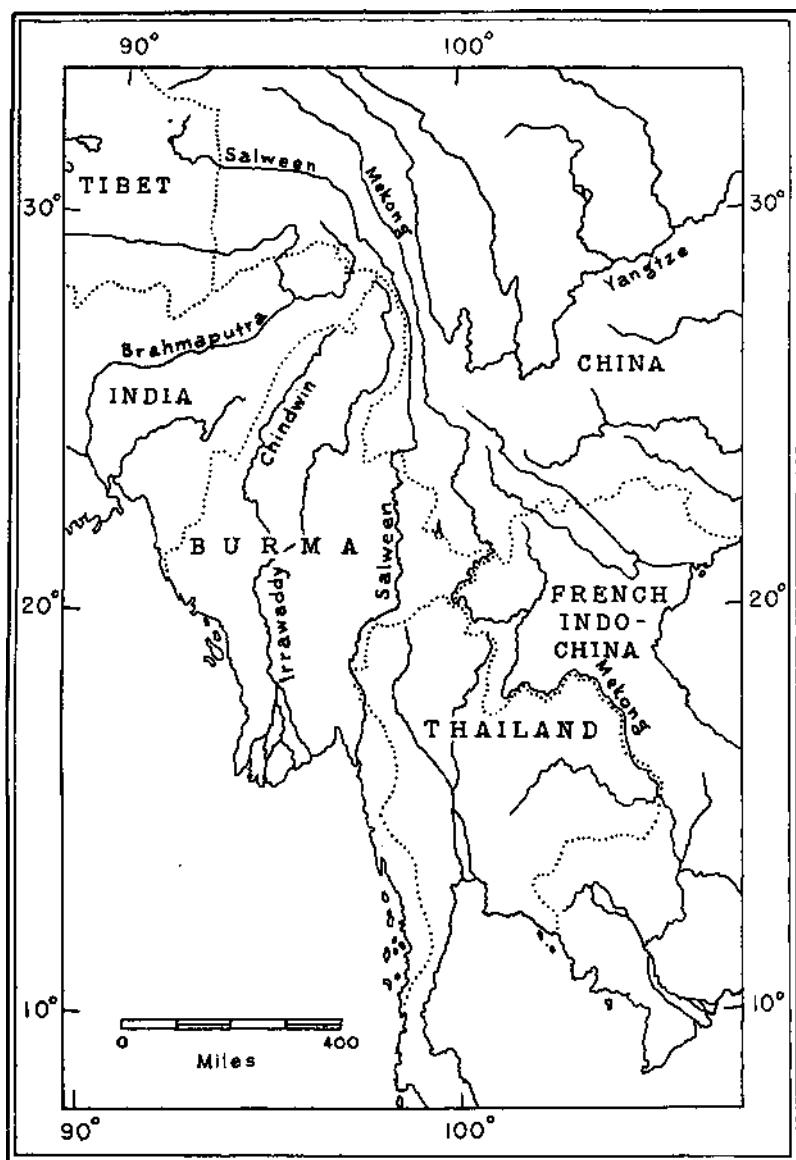 90°
100°
Salween
Mekong
TIBET
30°
30°
Yangtze
Brahmaputra
CHINA
INDIA
Chindwin
BURMA
Salween
FRENCH
INDO-
CHINA
20°
20°
Irrawaddy
Mekong
THAILAND
10°
10°
0
400
Miles
90°
100°